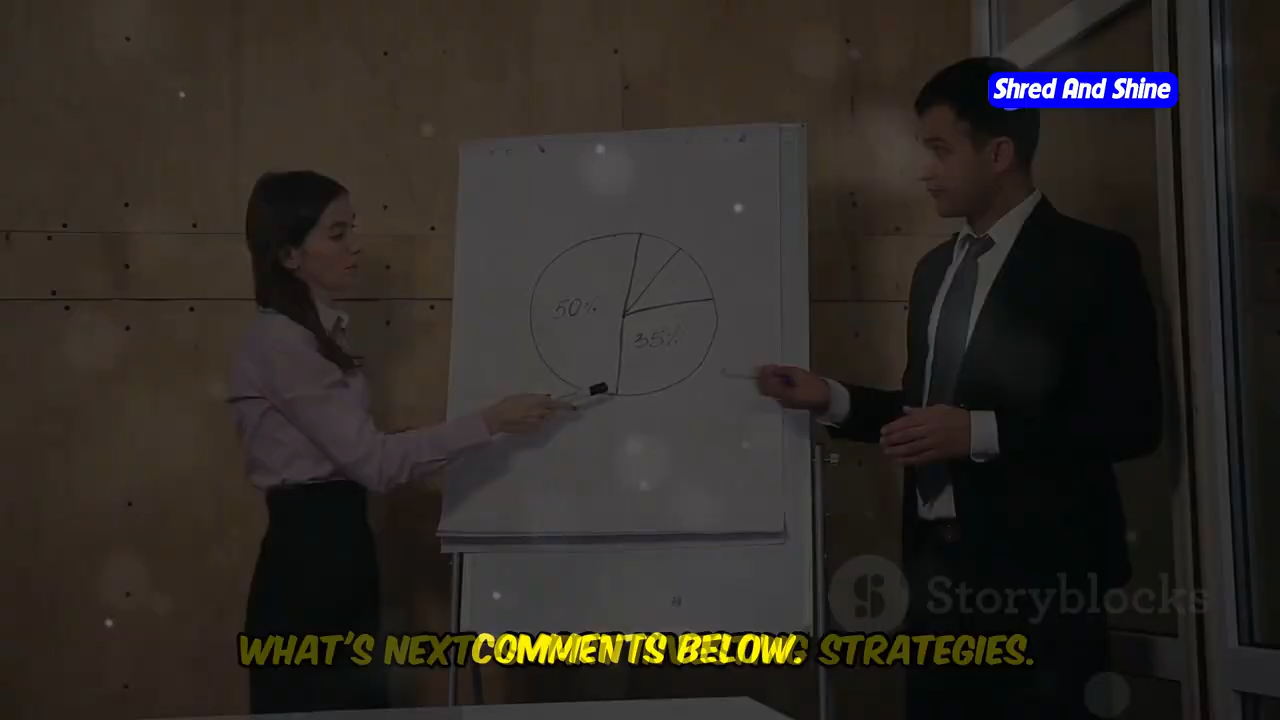 Shred And Shine
50%
35%
Storyblocks
WHAT'S NEXT
COMMENTS BELOW.
STRATEGIES.